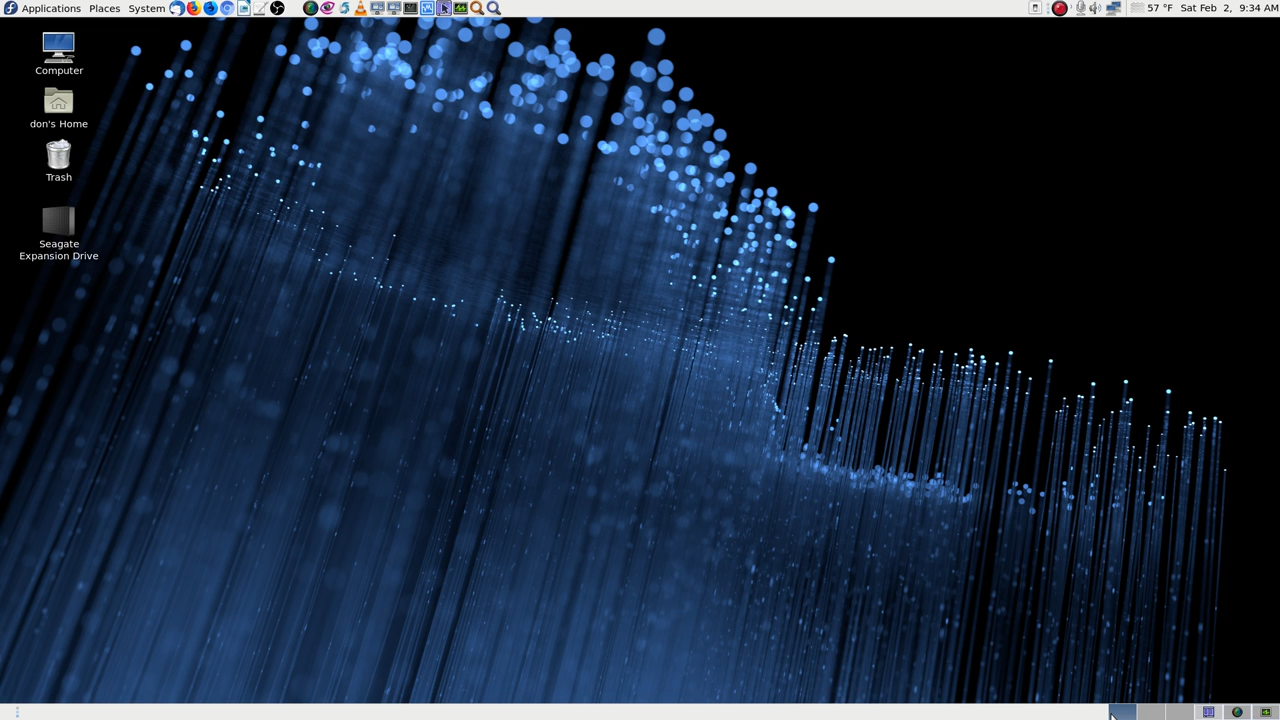 Applications Places System 57 °F Sat Feb 2, 9:34 AM
Computer
don's Home
Trash
Seagate
Expansion Drive